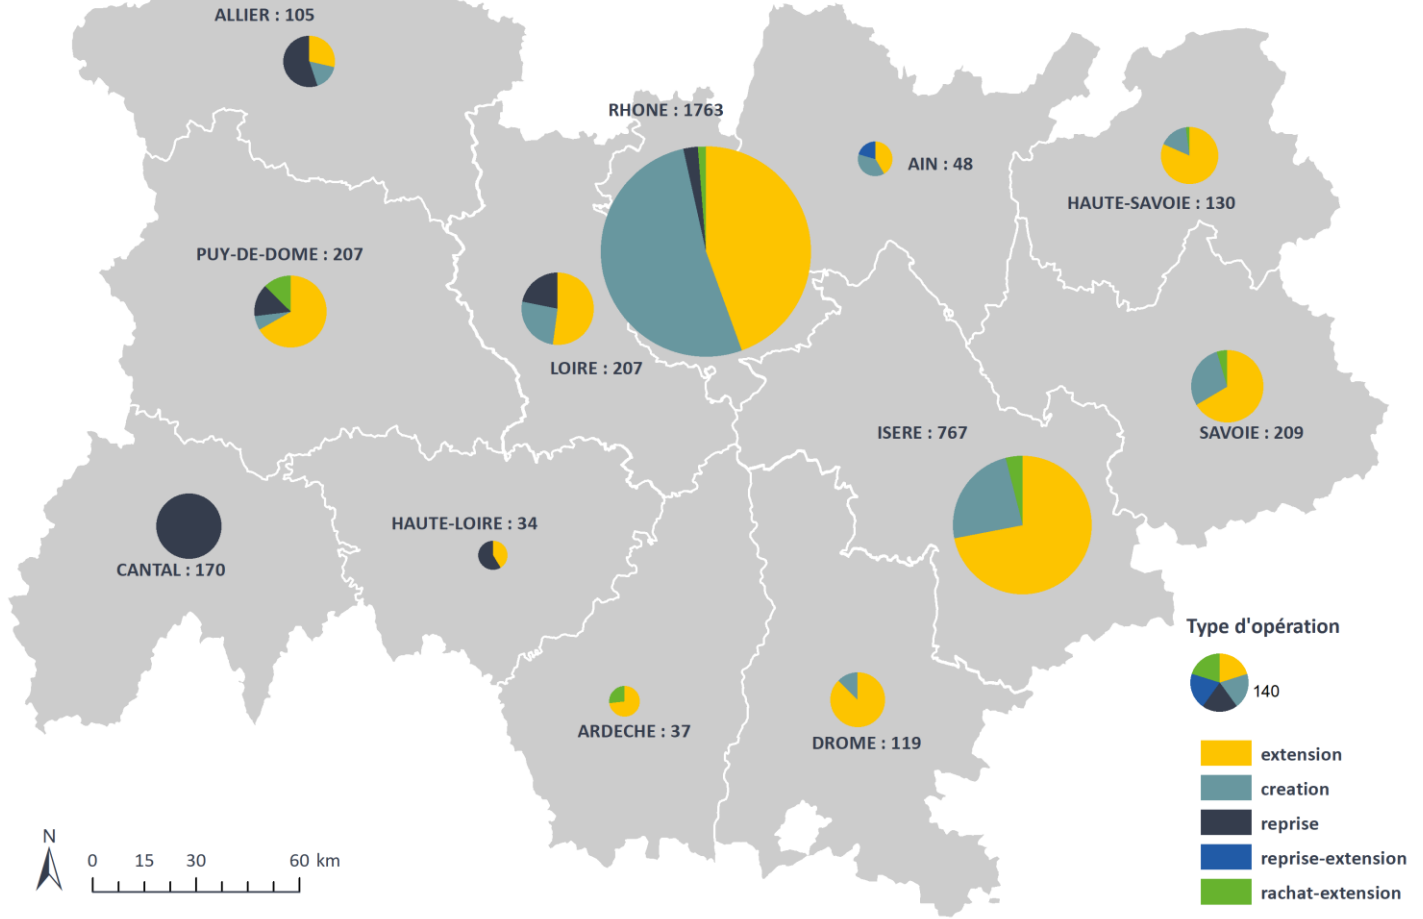 ALLIER : 105
RHONE : 1763
AIN : 48
HAUTE-SAVOIE : 130
PUY-DE-DOME : 207
LOIRE : 207
ISERE : 767
SAVOIE : 209
HAUTE-LOIRE : 34
CANTAL : 170
ARDECHE : 37
DROME : 119
Type d'opération
140
extension
creation
reprise
reprise-extension
rachat-extension
N
0 15 30 60 km